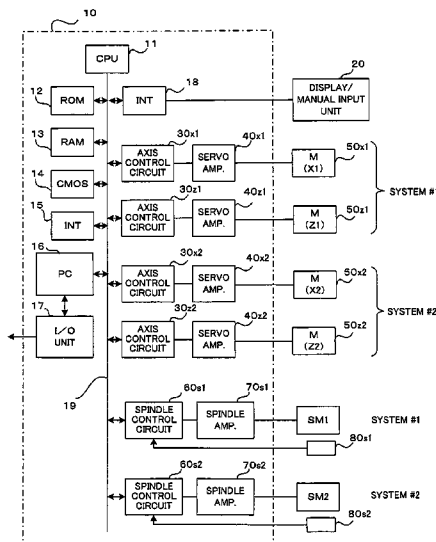 10
11
CPU
12
ROM
INT
18
20
DISPLAY/
MANUAL INPUT
UNIT
13
RAM
14
CMOS
15
INT
16
PC
17
I/O
UNIT
19
30x1
AXIS
CONTROL
CIRCUIT
40x1
SERVO
AMP.
50x1
M
(X1)
30z1
AXIS
CONTROL
CIRCUIT
40z1
SERVO
AMP.
50z1
M
(Z1)
SYSTEM #1
30x2
AXIS
CONTROL
CIRCUIT
40x2
SERVO
AMP.
50x2
M
(X2)
30z2
AXIS
CONTROL
CIRCUIT
40z2
SERVO
AMP.
50z2
M
(Z2)
SYSTEM #2
60s1
SPINDLE
CONTROL
CIRCUIT
70s1
SPINDLE
AMP.
SM1
SYSTEM #1
80s1
60s2
SPINDLE
CONTROL
CIRCUIT
70s2
SPINDLE
AMP.
SM2
SYSTEM #2
80s2